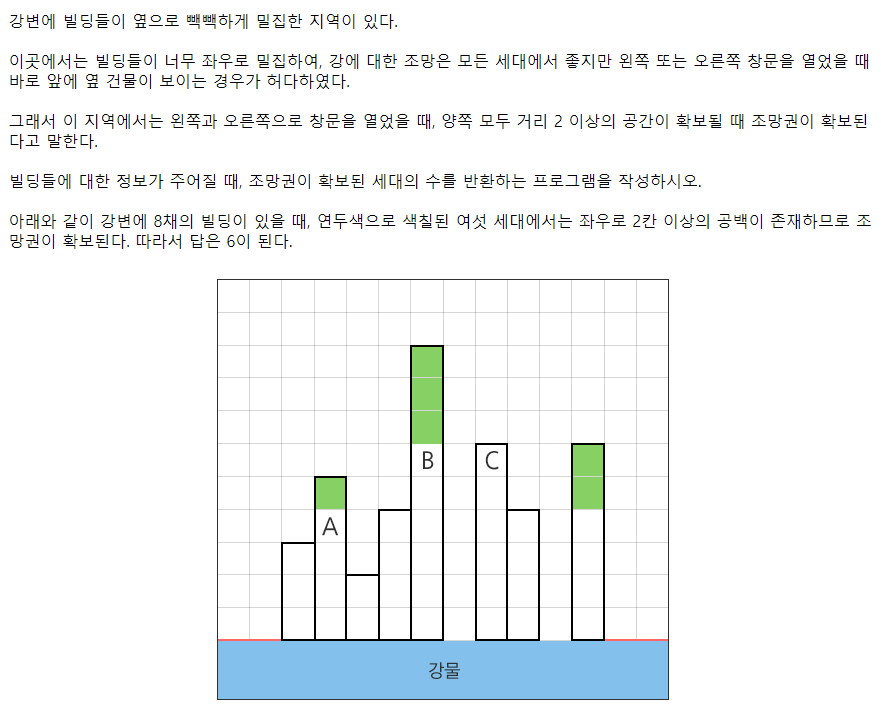 강변에 빌딩들이 옆으로 빽빽하게 밀집한 지역이 있다.
이곳에서는 빌딩들이 너무 좌우로 밀집하여, 강에 대한 조망은 모든 세대에서 좋지만 왼쪽 또는 오른쪽 창문을 열었을 때
바로 앞에 옆 건물이 보이는 경우가 허다하였다.
그래서 이 지역에서는 왼쪽과 오른쪽으로 창문을 열었을 때, 양쪽 모두 거리 2 이상의 공간이 확보될 때 조망권이 확보된
다고 말한다.
빌딩들에 대한 정보가 주어질 때, 조망권이 확보된 세대의 수를 반환하는 프로그램을 작성하시오.
아래와 같이 강변에 8채의 빌딩이 있을 때, 연두색으로 색칠된 여섯 세대에서는 좌우로 2칸 이상의 공백이 존재하므로 조
망권이 확보된다. 따라서 답은 6이 된다.
B
C
A
강물